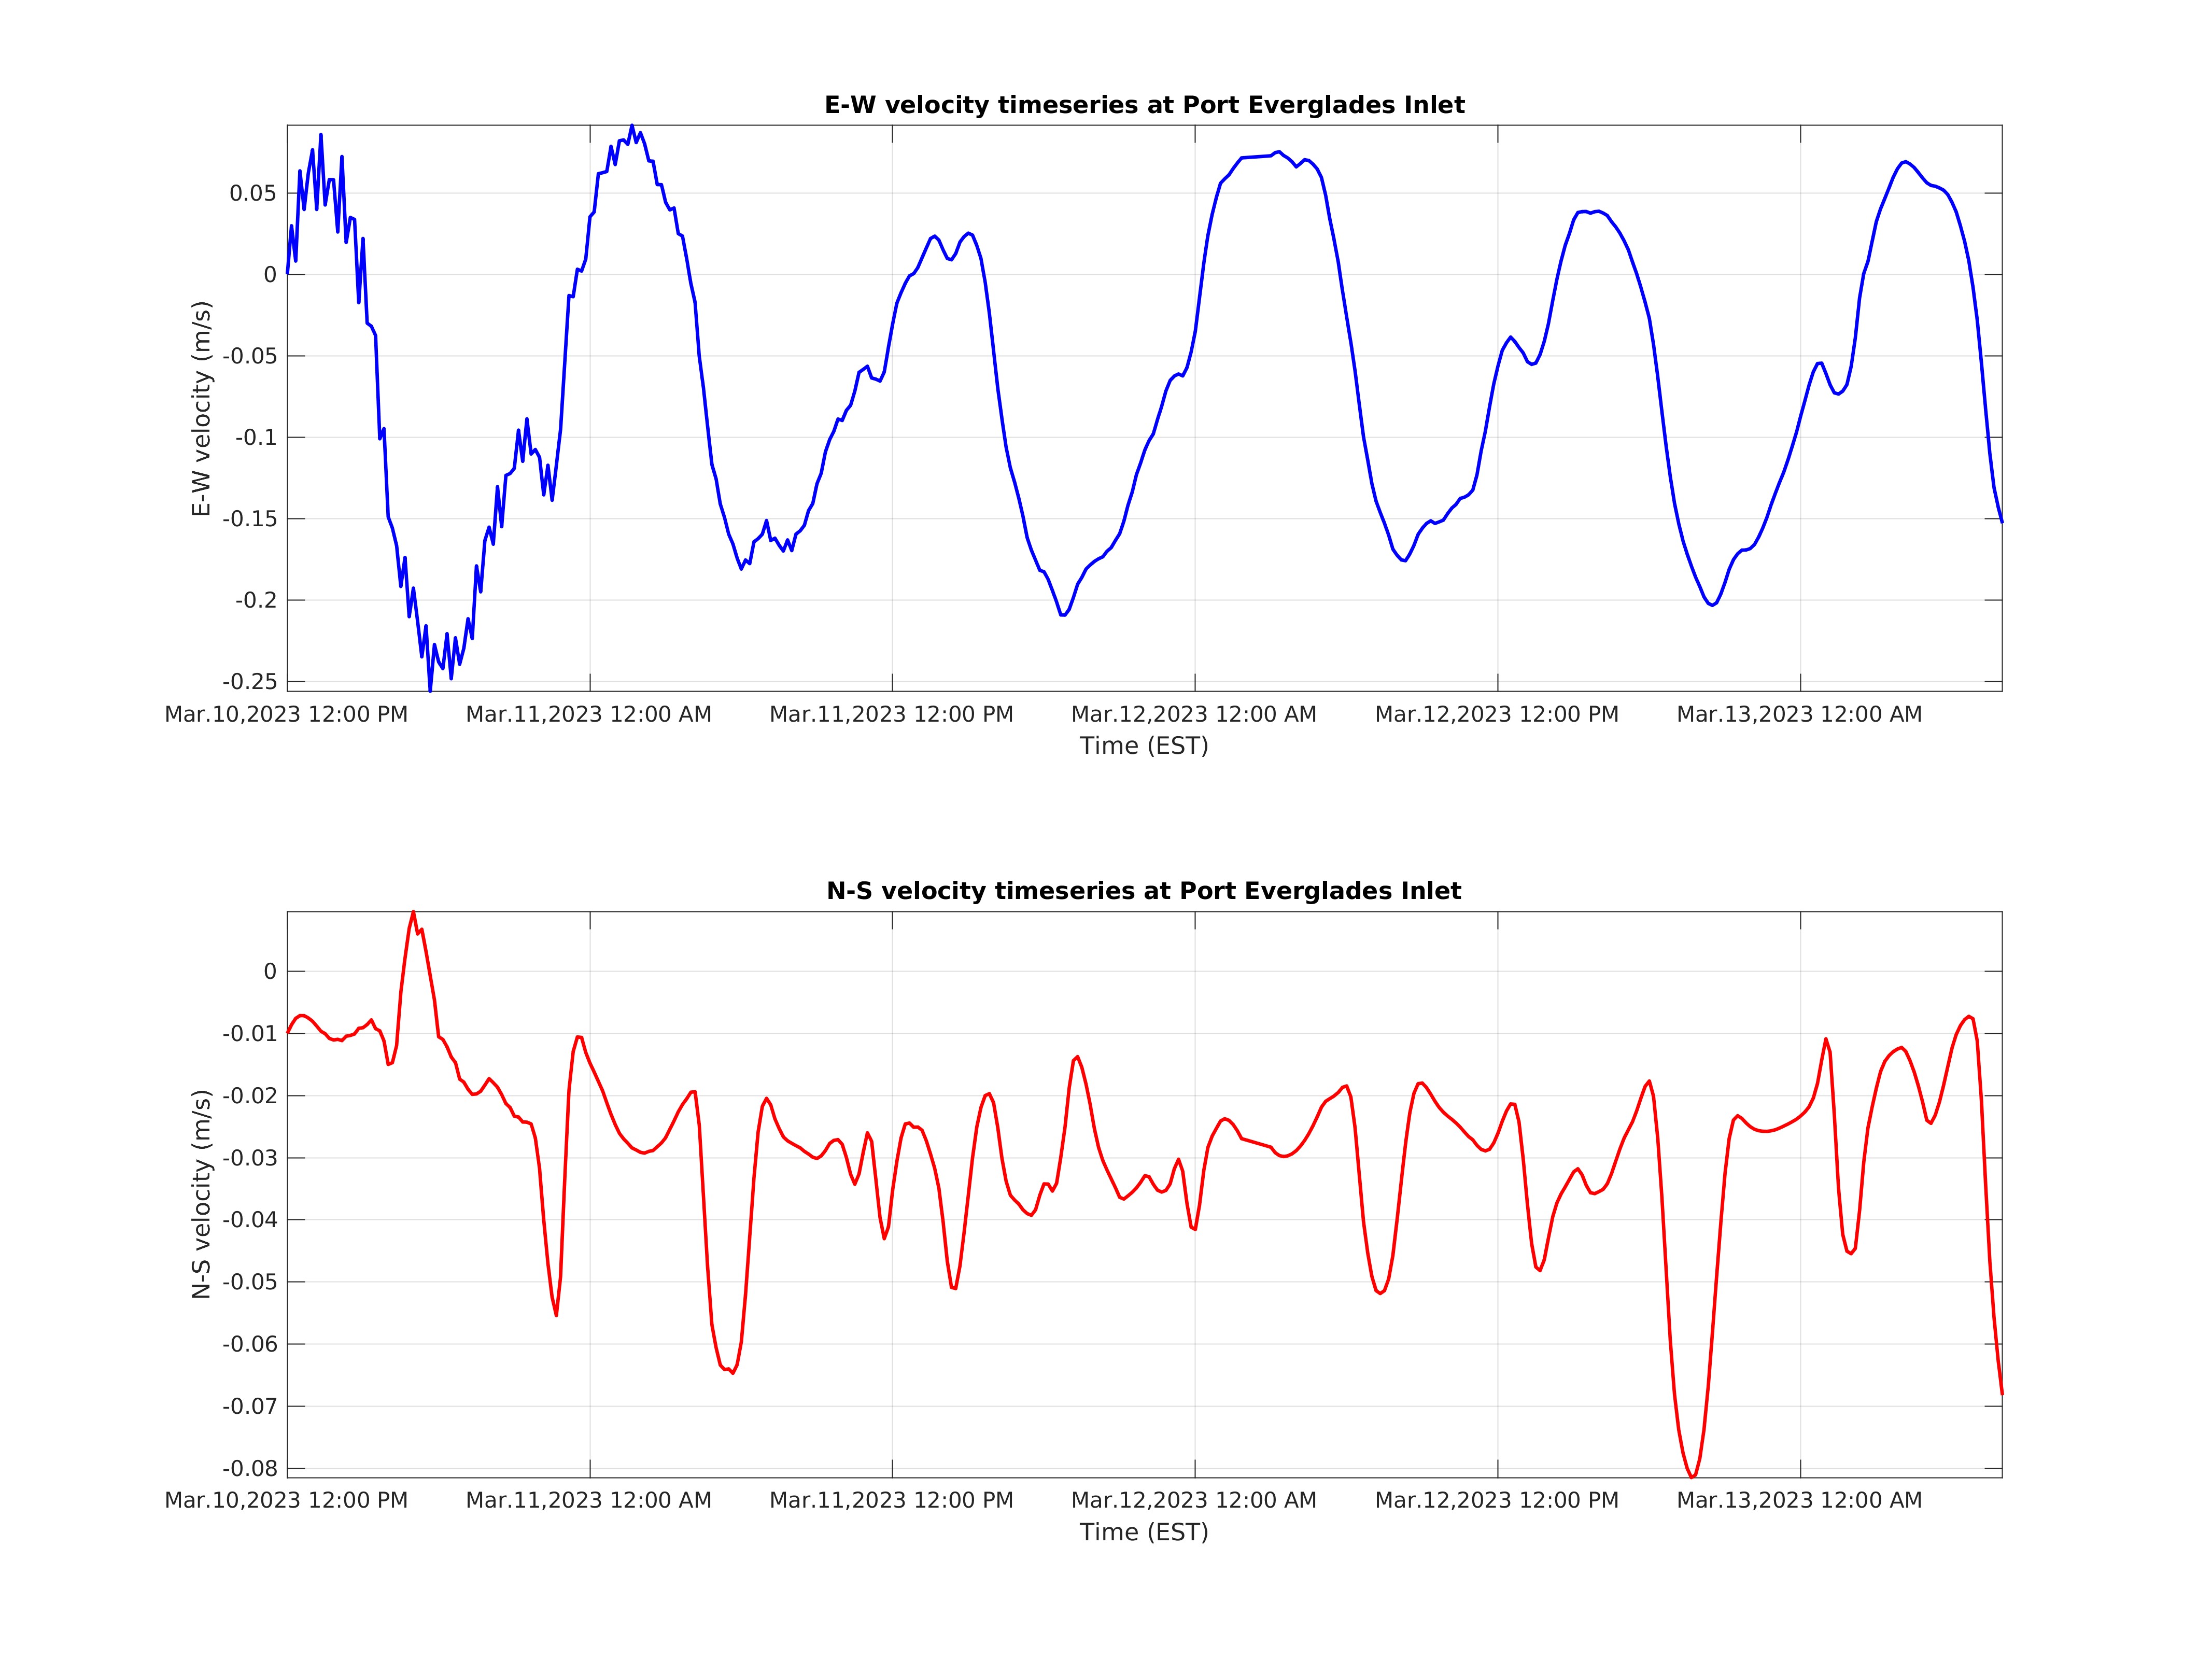 E-W velocity timeseries at Port Everglades Inlet
E-W velocity (m/s)
0.05
0
-0.05
-0.1
-0.15
-0.2
-0.25
Mar.10,2023 12:00 PM Mar.11,2023 12:00 AM Mar.11,2023 12:00 PM Mar.12,2023 12:00 AM Mar.12,2023 12:00 PM Mar.13,2023 12:00 AM
Time (EST)
N-S velocity timeseries at Port Everglades Inlet
N-S velocity (m/s)
0
-0.01
-0.02
-0.03
-0.04
-0.05
-0.06
-0.07
-0.08
Mar.10,2023 12:00 PM Mar.11,2023 12:00 AM Mar.11,2023 12:00 PM Mar.12,2023 12:00 AM Mar.12,2023 12:00 PM Mar.13,2023 12:00 AM
Time (EST)